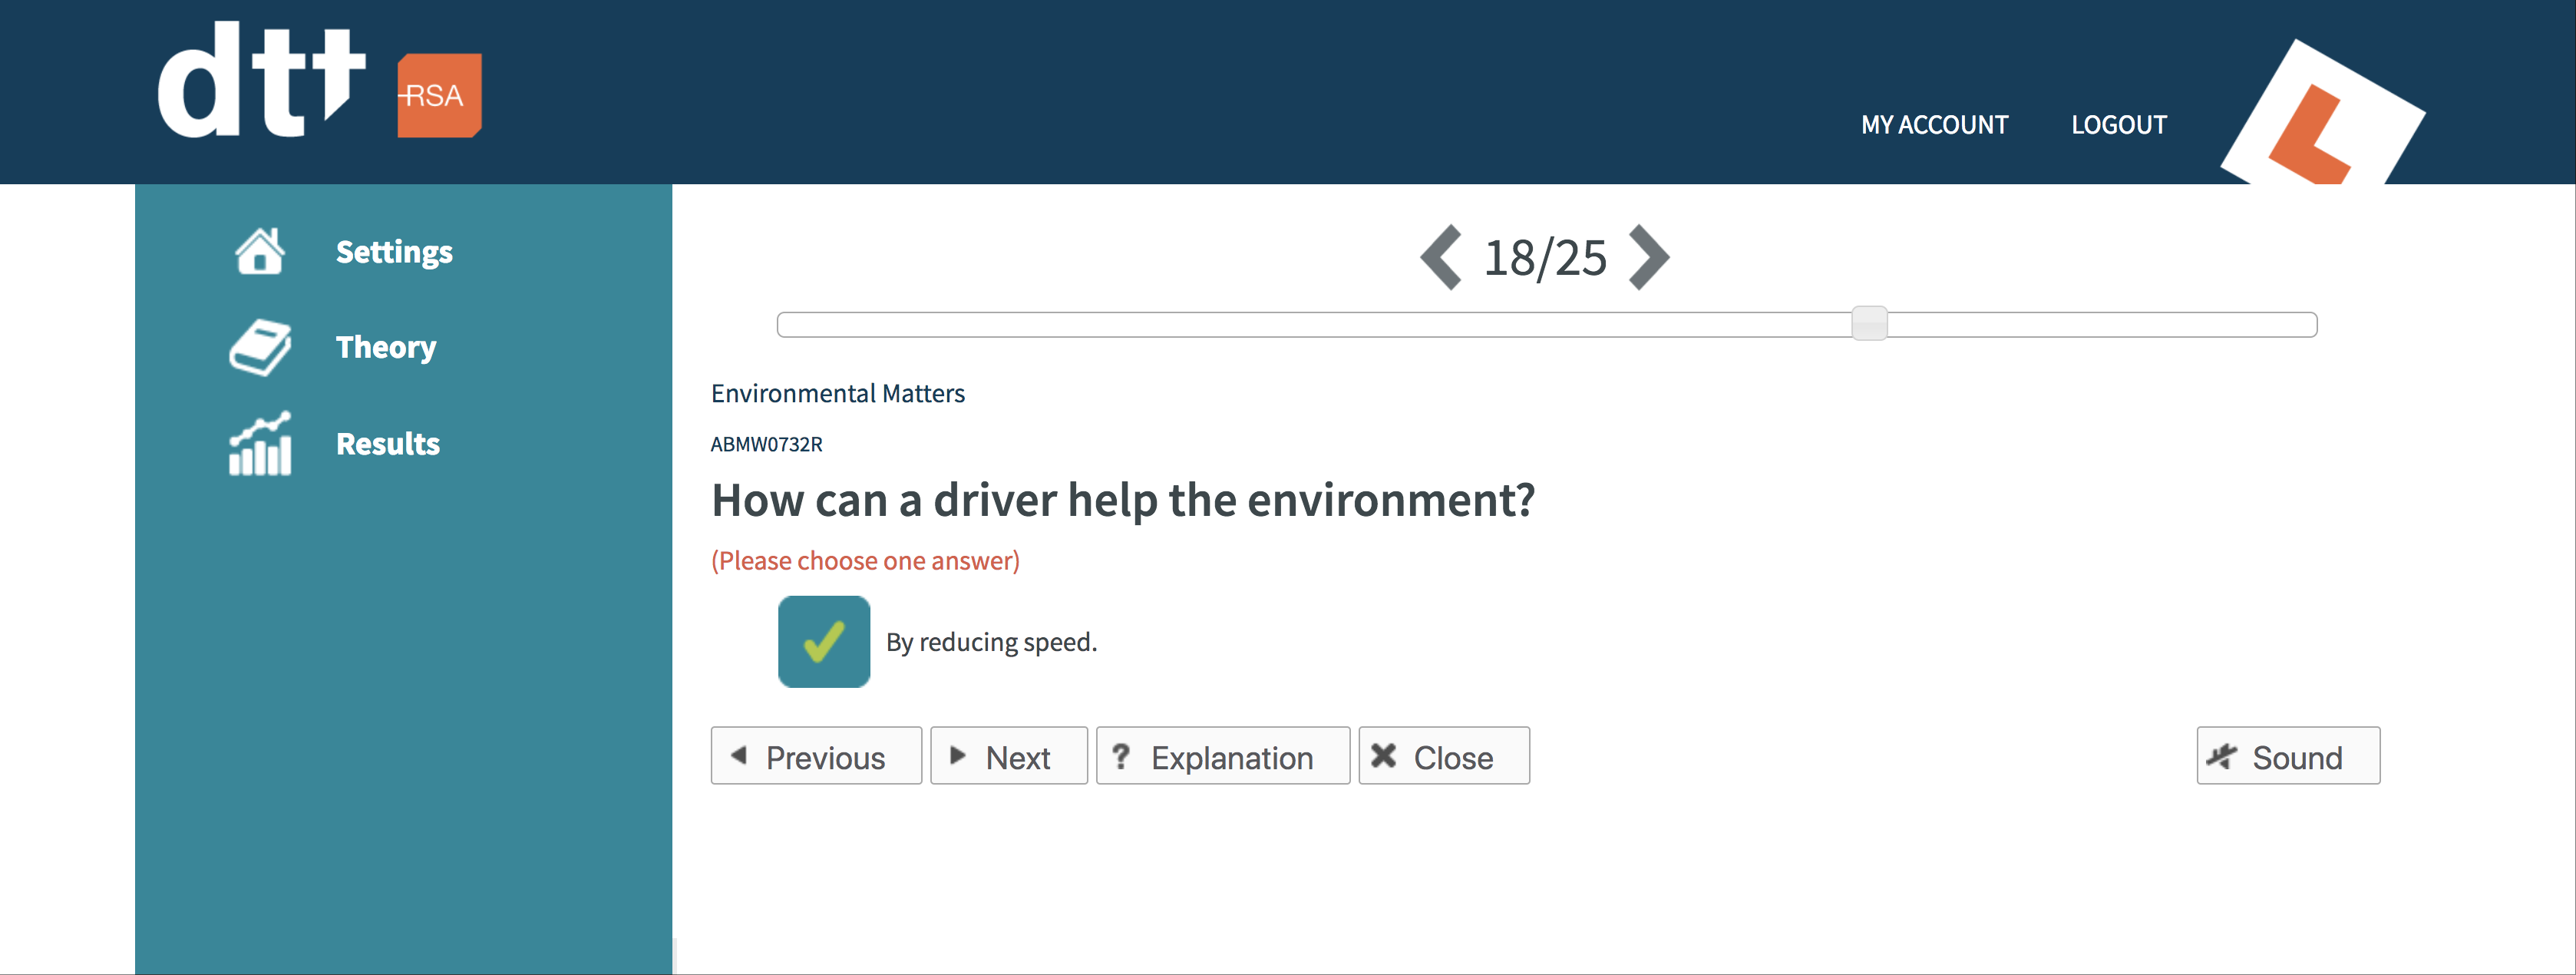 dtt
RSA
MY ACCOUNT
LOGOUT
L
Settings
Theory
Results
18/25
Environmental Matters
ABMW0732R
How can a driver help the environment?
(Please choose one answer)
By reducing speed.
Previous
Next
? Explanation
Close
Sound